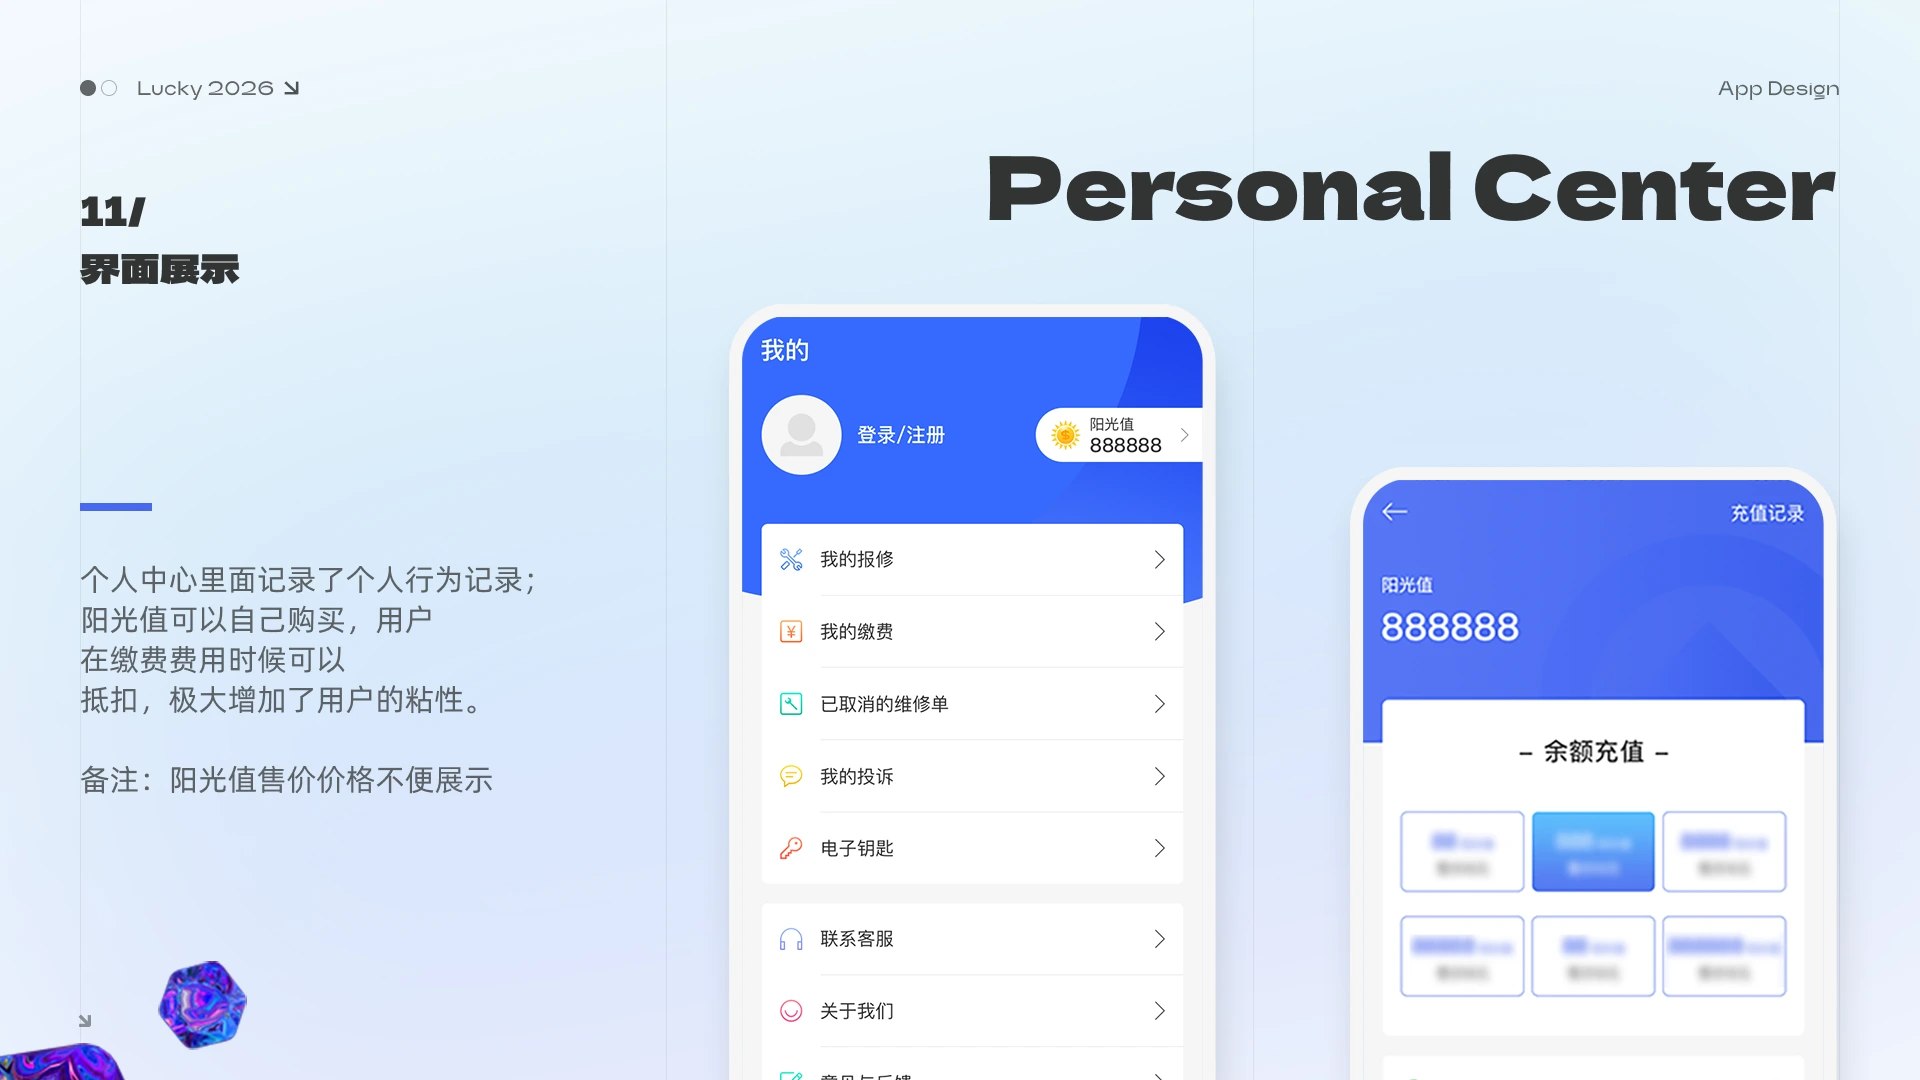 Lucky 2026
App Design
Personal Center
11/
界面展示
个人中心里面记录了个人行为记录；
阳光值可以自己购买，用户
在缴费费用时候可以
抵扣，极大增加了用户的粘性。
备注：阳光值售价价格不便展示
我的
登录/注册
阳光值
888888
我的报修
我的缴费
已取消的维修单
我的投诉
电子钥匙
联系客服
关于我们
意见与反馈
充值记录
阳光值
888888
– 余额充值 –